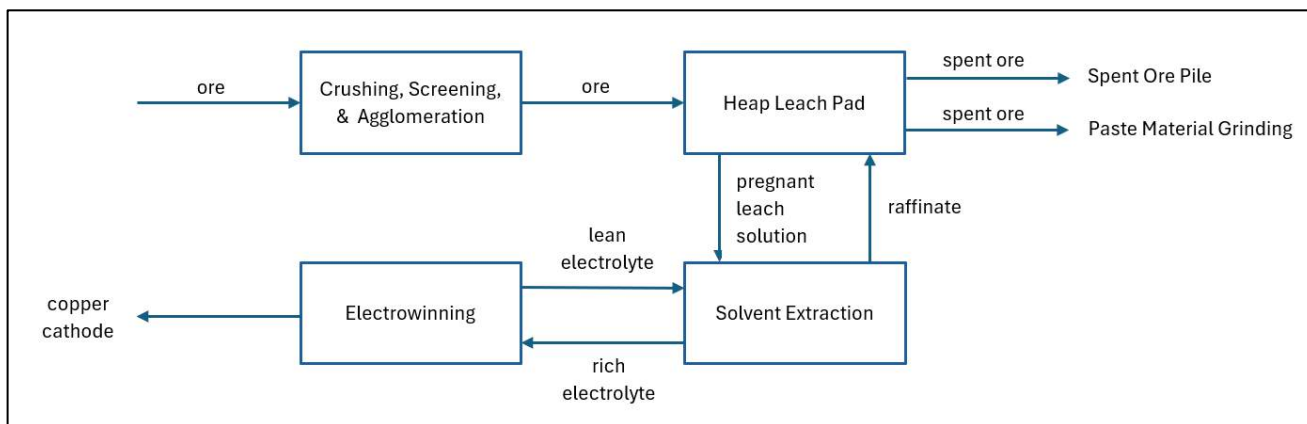 ore
Crushing, Screening,
& Agglomeration
ore
Heap Leach Pad
spent ore
Spent Ore Pile
spent ore
Paste Material Grinding
pregnant
leach
solution
raffinate
lean
electrolyte
copper
cathode
Electrowinning
Solvent Extraction
rich
electrolyte